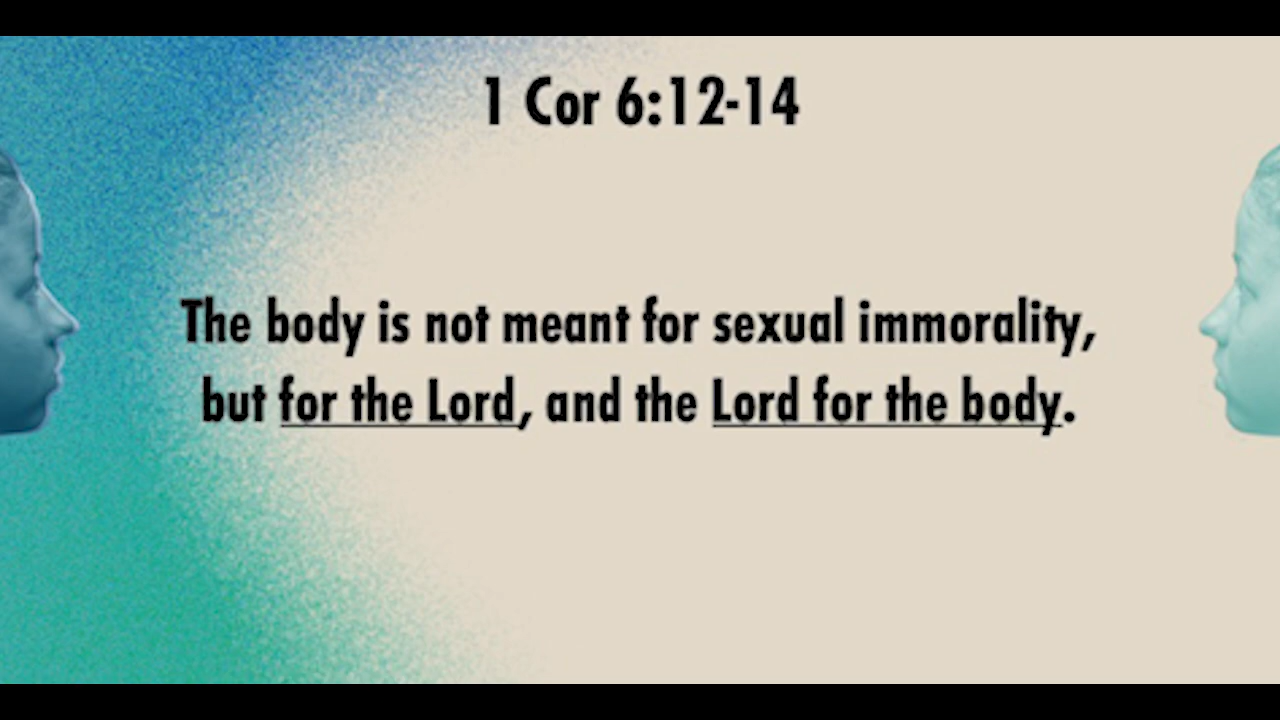 1 Cor 6:12-14
The body is not meant for sexual immorality,
but for the Lord, and the Lord for the body.